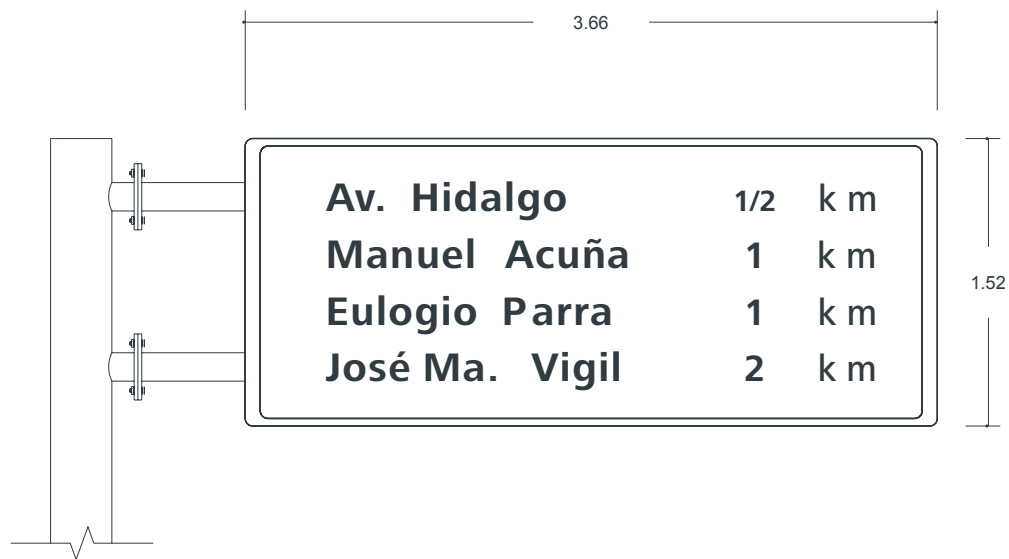 3.66
Av. Hidalgo 1/2 k m
Manuel Acuña 1 k m
Eulogio Parra 1 k m
José Ma. Vigil 2 k m
1.52